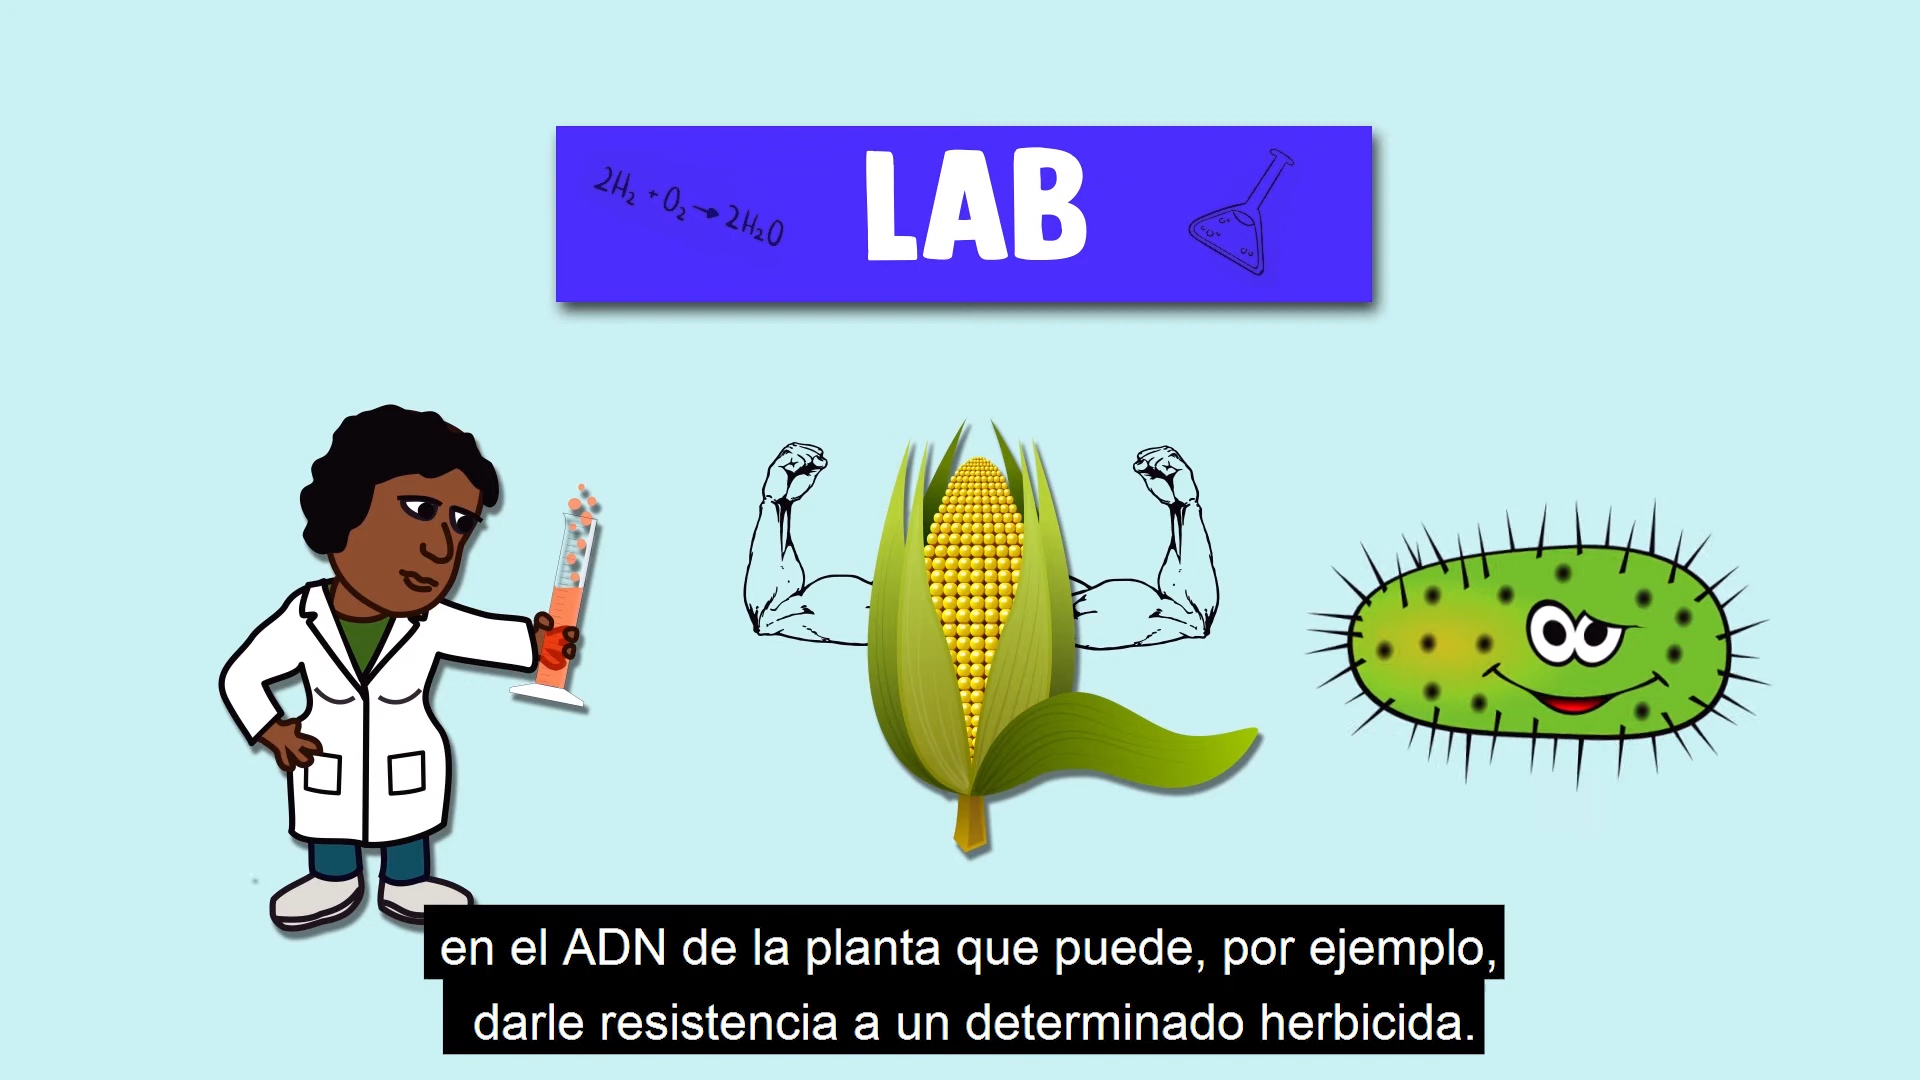 2H₂ + O₂ → 2H₂O
LAB
en el ADN de la planta que puede, por ejemplo,
darle resistencia a un determinado herbicida.